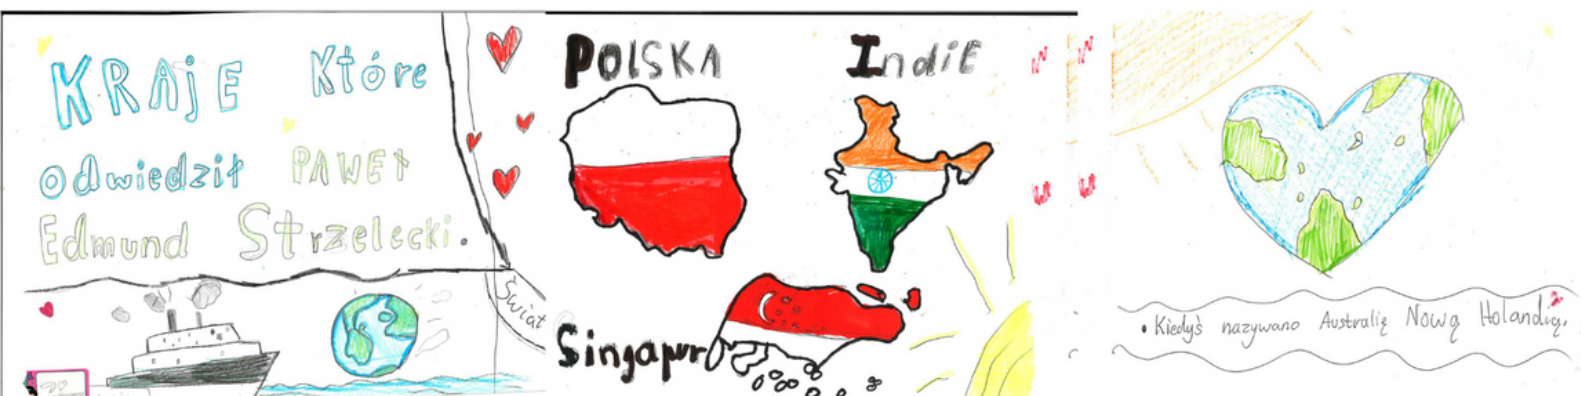 KRAjE Które
odwiedził PAWEŁ
Edmund Strzelecki.
Świat
POLSKA
IndiE
Singapur
• Kiedyś nazywano Australię Nową Holandią.